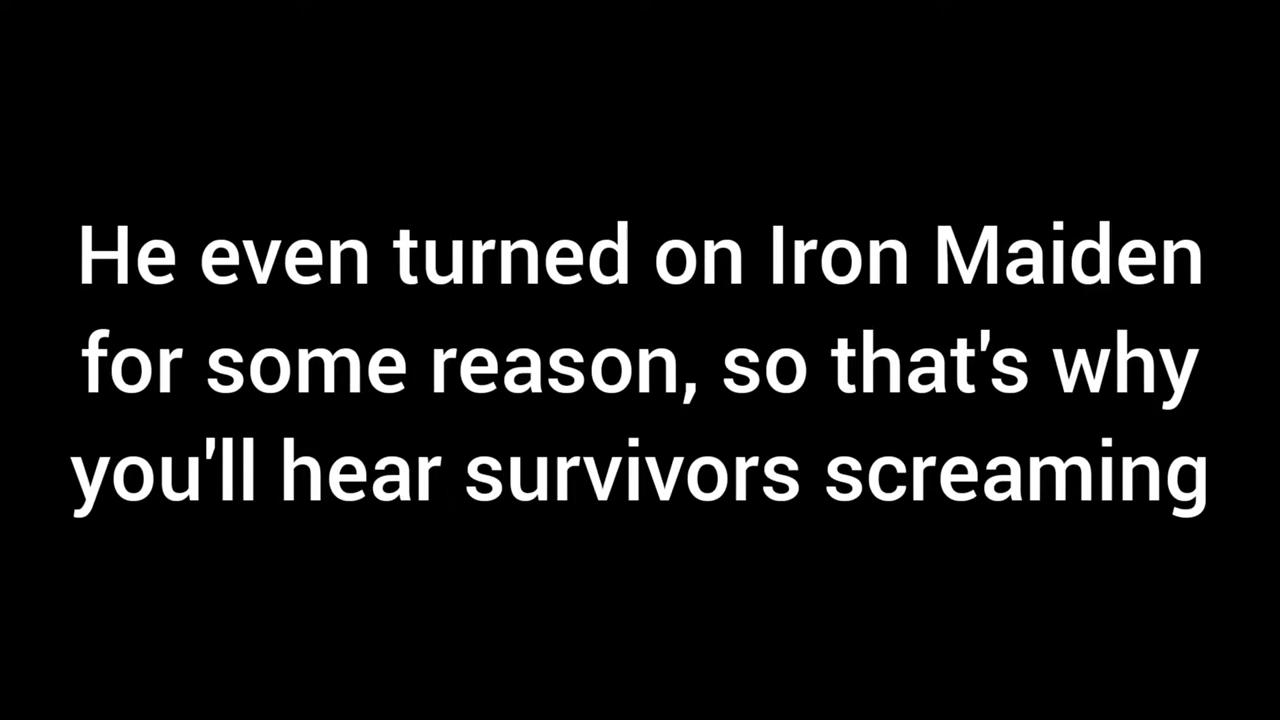 He even turned on Iron Maiden
for some reason, so that's why
you'll hear survivors screaming